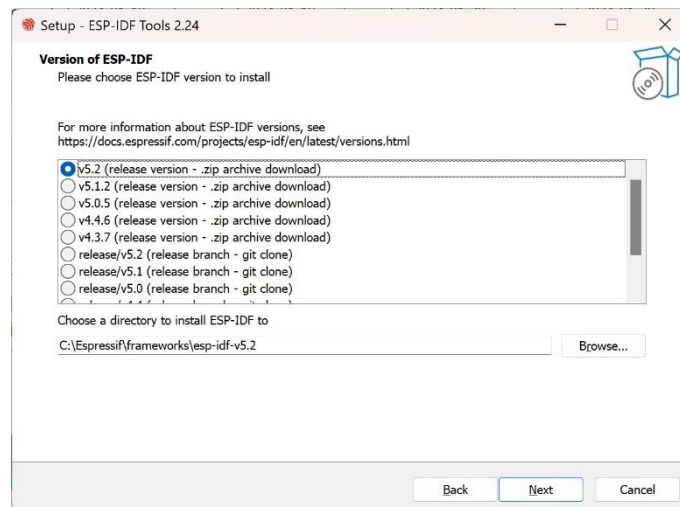 Setup - ESP-IDF Tools 2.24
Version of ESP-IDF
Please choose ESP-IDF version to install
For more information about ESP-IDF versions, see
https://docs.espressif.com/projects/esp-idf/en/latest/versions.html
v5.2 (release version - .zip archive download)
v5.1.2 (release version - .zip archive download)
v5.0.5 (release version - .zip archive download)
v4.4.6 (release version - .zip archive download)
v4.3.7 (release version - .zip archive download)
release/v5.2 (release branch - git clone)
release/v5.1 (release branch - git clone)
release/v5.0 (release branch - git clone)
Choose a directory to install ESP-IDF to
C:\Espressif\frameworks\esp-idf-v5.2
Browse...
Back Next Cancel